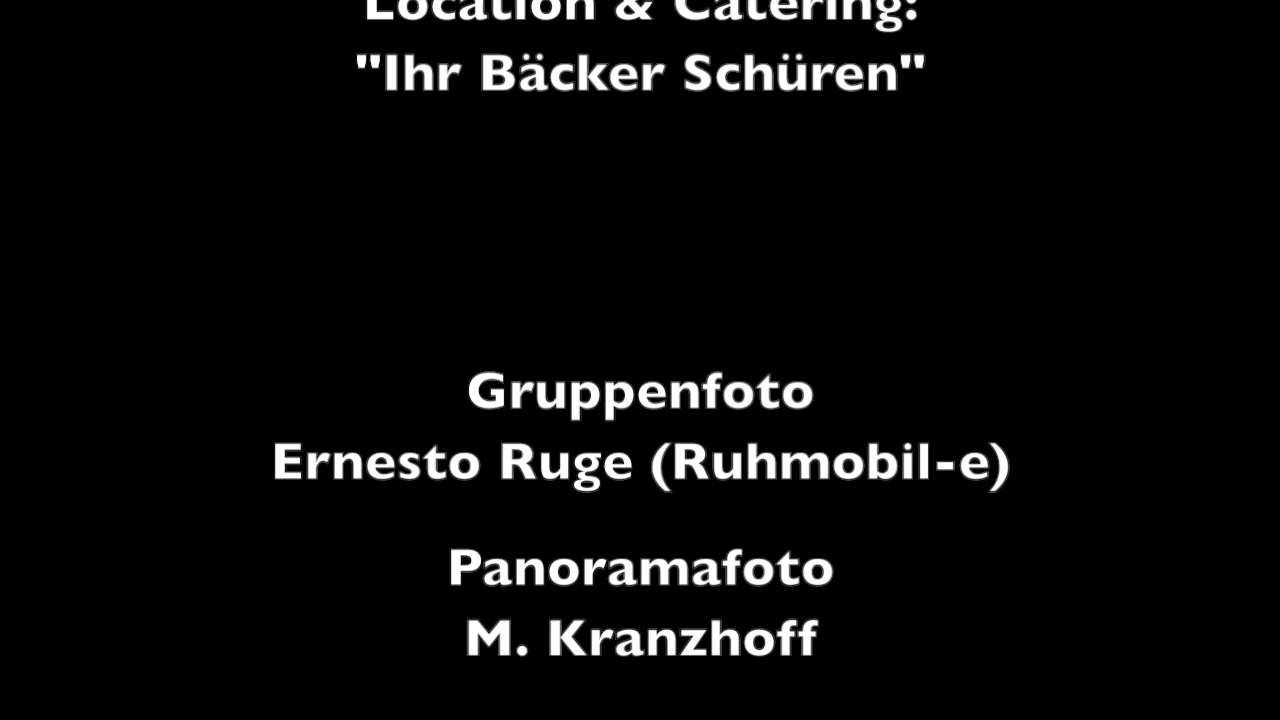 Location & Catering:
"Ihr Bäcker Schüren"
Gruppenfoto
Ernesto Ruge (Ruhmobil-e)
Panoramafoto
M. Kranzhoff